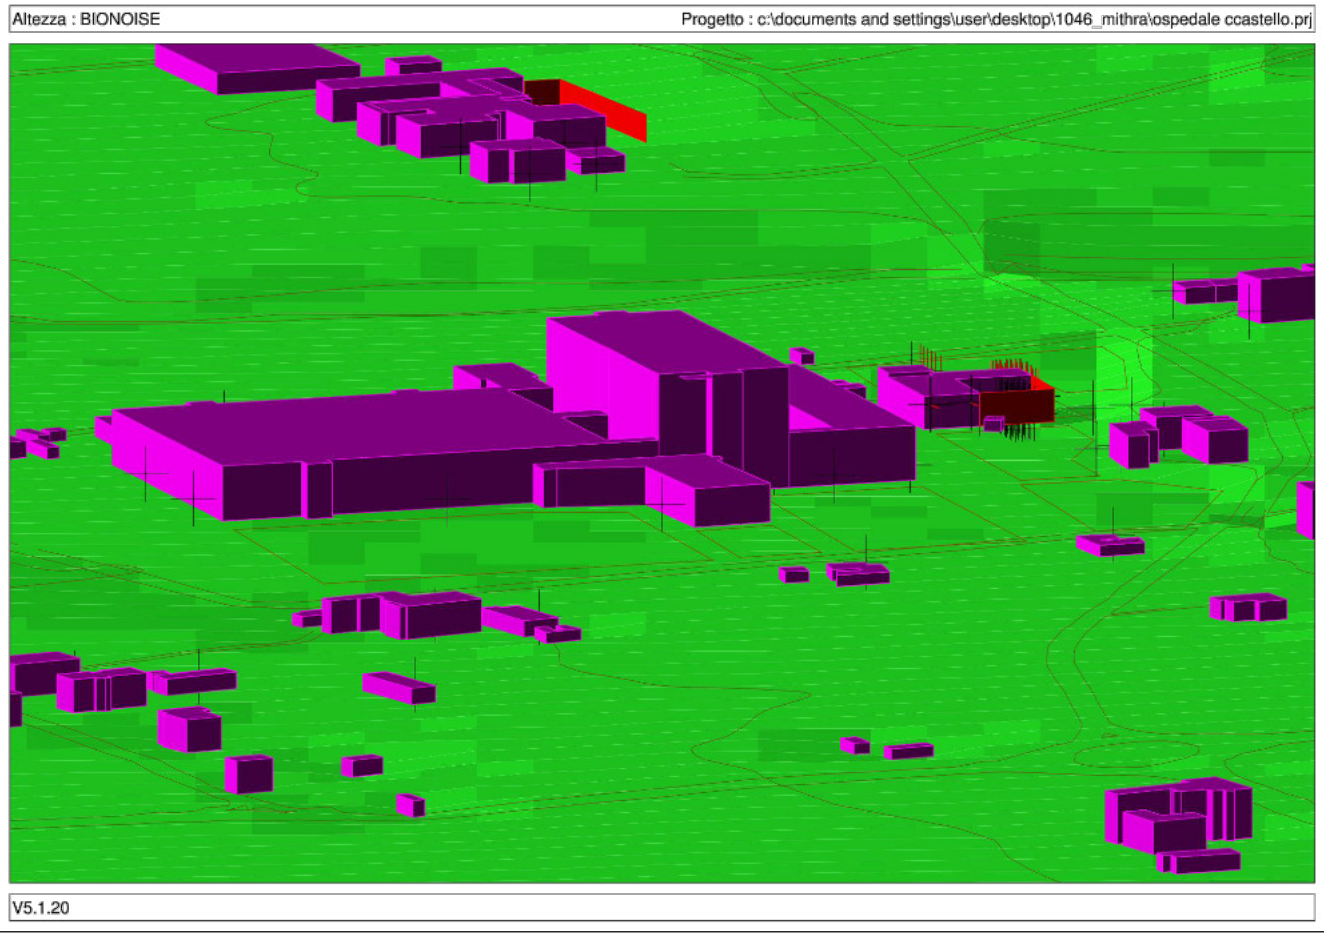 Altezza : BIONOISE
Progetto : c:\documents and settings\user\desktop\1046_mithra\ospedale ccastello.prj
V5.1.20